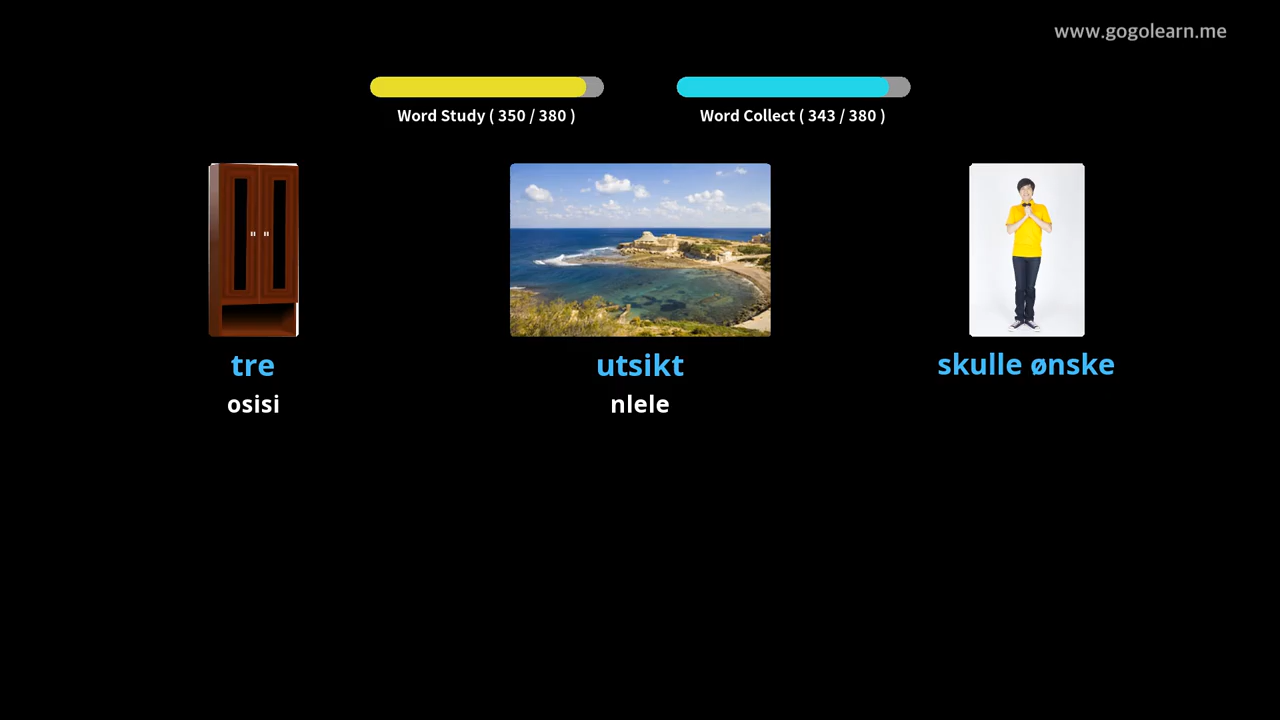 www.gogolearn.me
Word Study ( 350 / 380 )
Word Collect ( 343 / 380 )
tre
utsikt
skulle ønske
osisi
nlele